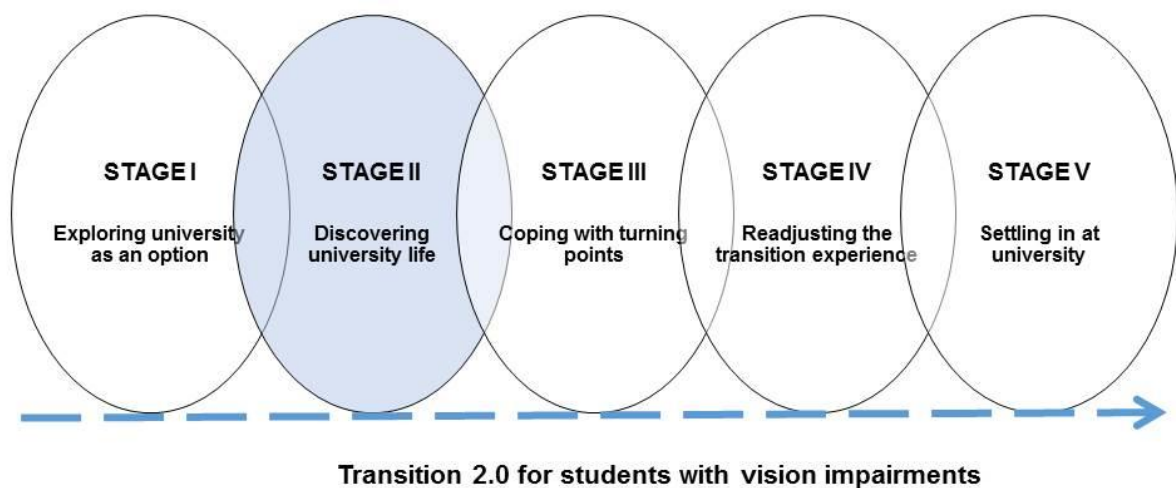 STAGE I
Exploring university
as an option
STAGE II
Discovering
university life
STAGE III
Coping with turning
points
STAGE IV
Readjusting the
transition experience
STAGE V
Settling in at
university
Transition 2.0 for students with vision impairments